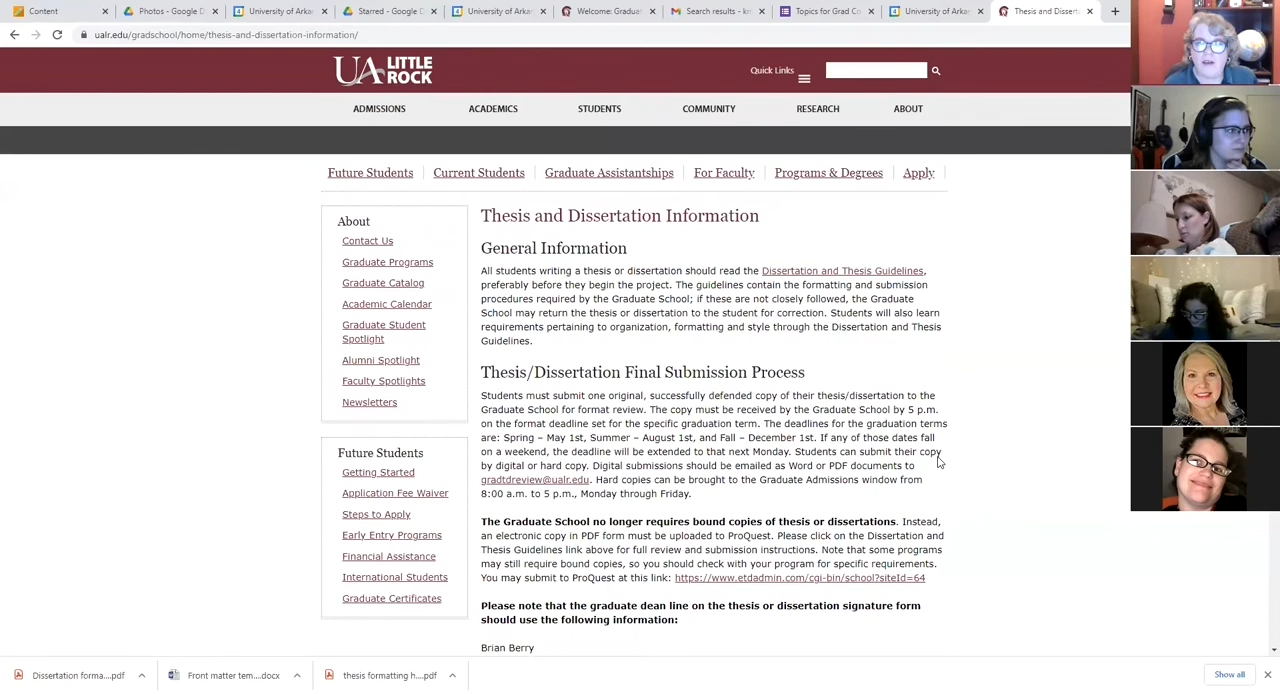 Content
Photos - Google D
University of Arkan
Starred - Google D
University of Arkan
Welcome: Graduat
Search results - kn
Topics for Grad Co
University of Arkan
Thesis and Dissert
ualr.edu/gradschool/home/thesis-and-dissertation-information/
UA LITTLE ROCK
Quick Links
ADMISSIONS ACADEMICS STUDENTS COMMUNITY RESEARCH ABOUT
Future Students Current Students Graduate Assistantships For Faculty Programs & Degrees Apply
About
Contact Us
Graduate Programs
Graduate Catalog
Academic Calendar
Graduate Student
Spotlight
Alumni Spotlight
Faculty Spotlights
Newsletters
Future Students
Getting Started
Application Fee Waiver
Steps to Apply
Early Entry Programs
Financial Assistance
International Students
Graduate Certificates
Thesis and Dissertation Information
General Information
All students writing a thesis or dissertation should read the Dissertation and Thesis Guidelines,
preferably before they begin the project. The guidelines contain the formatting and submission
procedures required by the Graduate School; if these are not closely followed, the Graduate
School may return the thesis or dissertation to the student for correction. Students will also learn
requirements pertaining to organization, formatting and style through the Dissertation and Thesis
Guidelines.
Thesis/Dissertation Final Submission Process
Students must submit one original, successfully defended copy of their thesis/dissertation to the
Graduate School for format review. The copy must be received by the Graduate School by 5 p.m.
on the format deadline set for the specific graduation term. The deadlines for the graduation terms
are: Spring – May 1st, Summer – August 1st, and Fall – December 1st. If any of those dates fall
on a weekend, the deadline will be extended to that next Monday. Students can submit their copy
by digital or hard copy. Digital submissions should be emailed as Word or PDF documents to
gradtdreview@ualr.edu. Hard copies can be brought to the Graduate Admissions window from
8:00 a.m. to 5 p.m., Monday through Friday.
The Graduate School no longer requires bound copies of thesis or dissertations. Instead,
an electronic copy in PDF form must be uploaded to ProQuest. Please click on the Dissertation and
Thesis Guidelines link above for full review and submission instructions. Note that some programs
may still require bound copies, so you should check with your program for specific requirements.
You may submit to ProQuest at this link: https://www.etdadmin.com/cgi-bin/school?siteId=64
Please note that the graduate dean line on the thesis or dissertation signature form
should use the following information:
Brian Berry
Dissertation forma....pdf
Front matter tem....docx
thesis formatting h....pdf
Show all